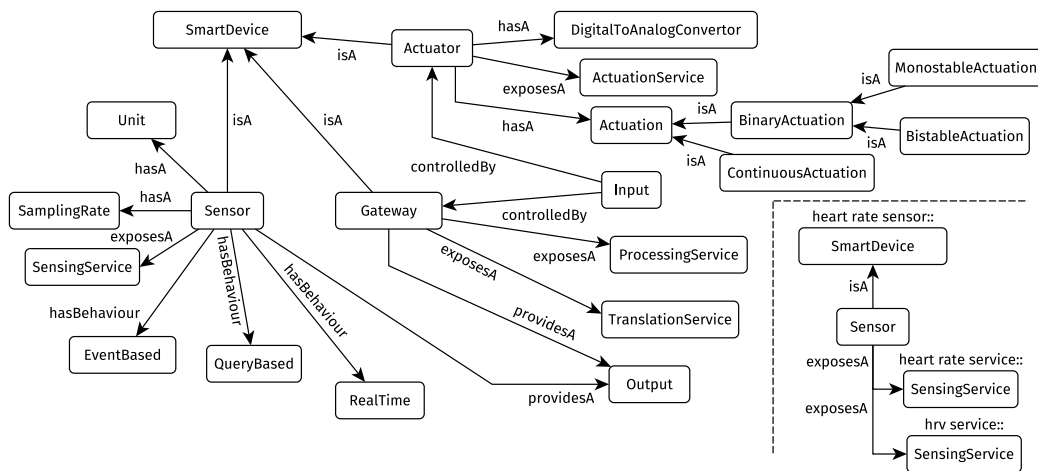 SmartDevice
isA
Actuator
hasA
DigitalToAnalogConvertor
exposesA
ActuationService
hasA
Actuation
isA
BinaryActuation
isA
MonostableActuation
isA
BistableActuation
isA
ContinuousActuation
Unit
isA
isA
hasA
controlledBy
Input
SamplingRate
hasA
Sensor
Gateway
controlledBy
exposesA
SensingService
hasBehaviour
hasBehaviour
hasBehaviour
exposesA
exposesA
ProcessingService
TranslationService
providesA
EventBased
QueryBased
RealTime
providesA
Output
heart rate sensor::
SmartDevice
isA
Sensor
exposesA
heart rate service::
SensingService
exposesA
hrv service::
SensingService